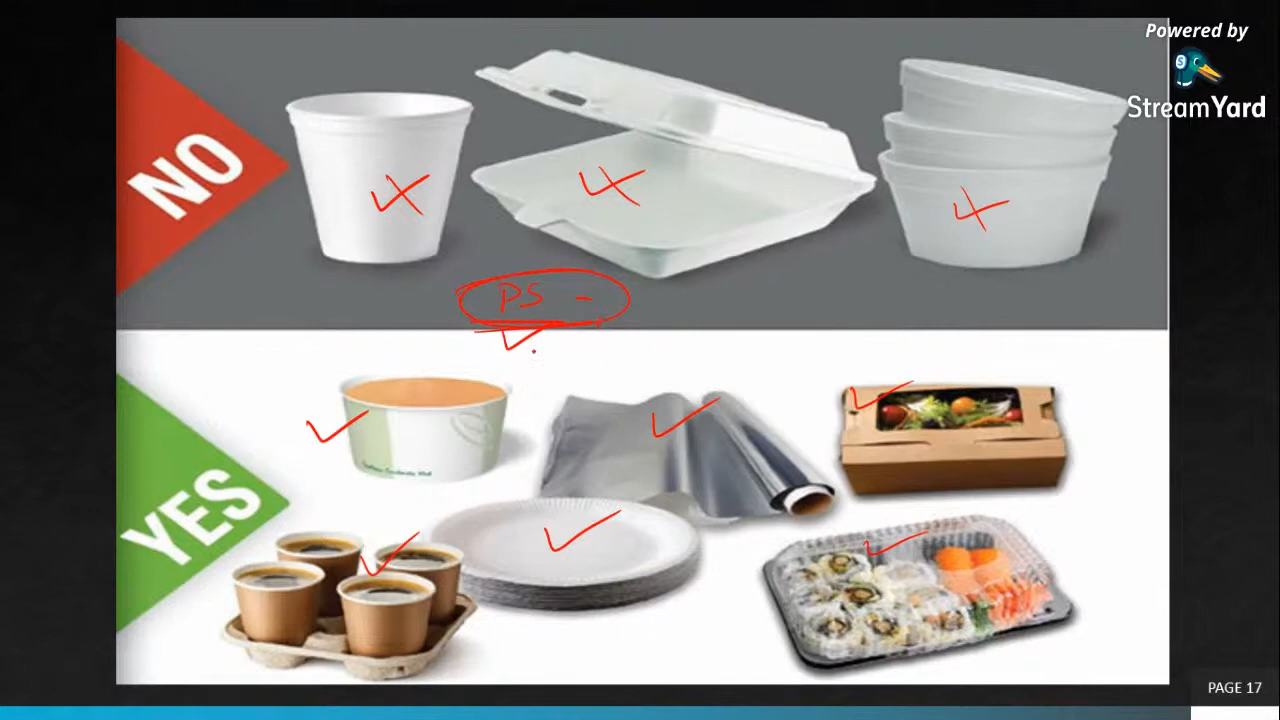 Powered by
StreamYard
NO
PS -
YES
PAGE 17